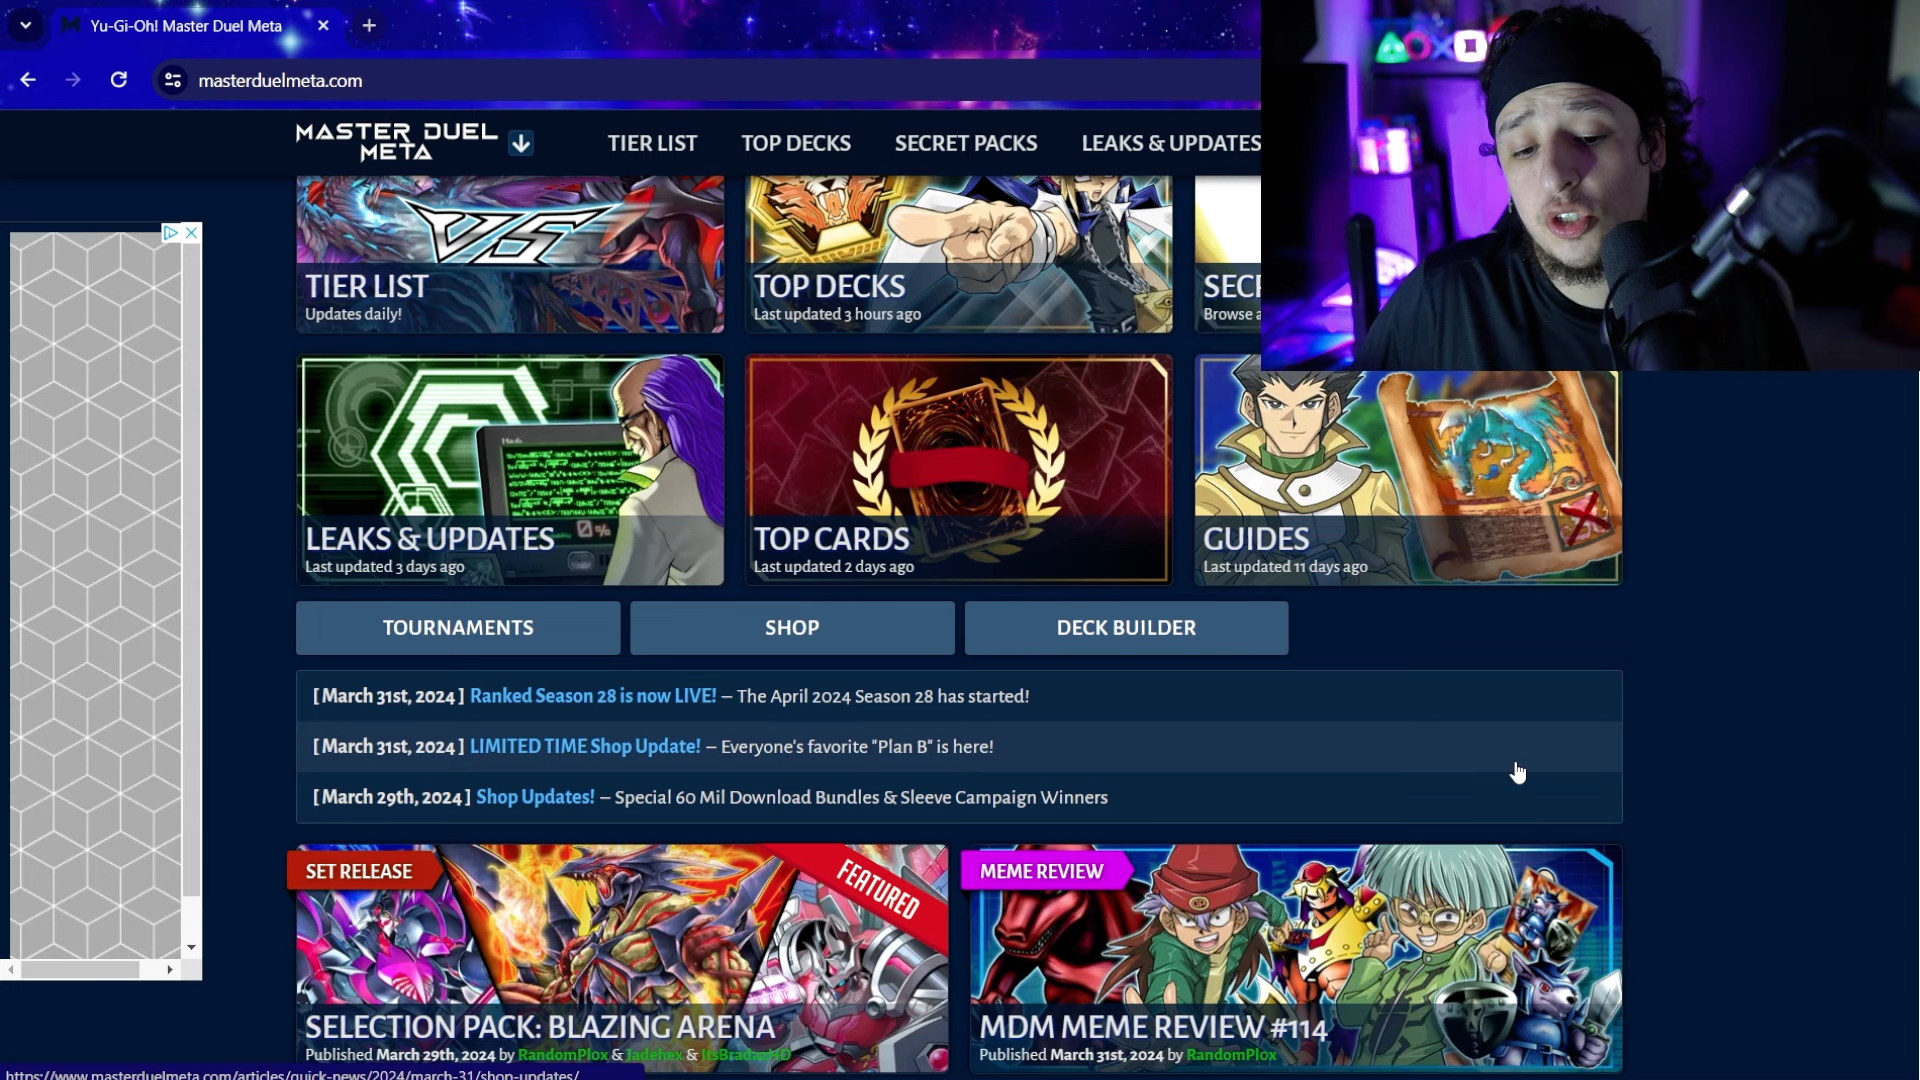 Yu-Gi-Oh! Master Duel Meta
masterduelmeta.com
MASTER DUEL
META
TIER LIST
TOP DECKS
SECRET PACKS
LEAKS & UPDATES
VS
TIER LIST
Updates daily!
TOP DECKS
Last updated 3 hours ago
Browse
LEAKS & UPDATES
Last updated 3 days ago
0%
TOP CARDS
Last updated 2 days ago
GUIDES
Last updated 11 days ago
TOURNAMENTS
SHOP
DECK BUILDER
[ March 31st, 2024 ] Ranked Season 28 is now LIVE! – The April 2024 Season 28 has started!
[ March 31st, 2024 ] LIMITED TIME Shop Update! – Everyone's favorite "Plan B" is here!
[ March 29th, 2024 ] Shop Updates! – Special 60 Mil Download Bundles & Sleeve Campaign Winners
SET RELEASE
FEATURED
SELECTION PACK: BLAZING ARENA
Published March 29th, 2024 by RandomPlox & Jadehex & ItsBradazHD
MEME REVIEW
MDM MEME REVIEW #114
Published March 31st, 2024 by RandomPlox
https://www.masterduelmeta.com/articles/quick-news/2024/march-31/shop-updates/